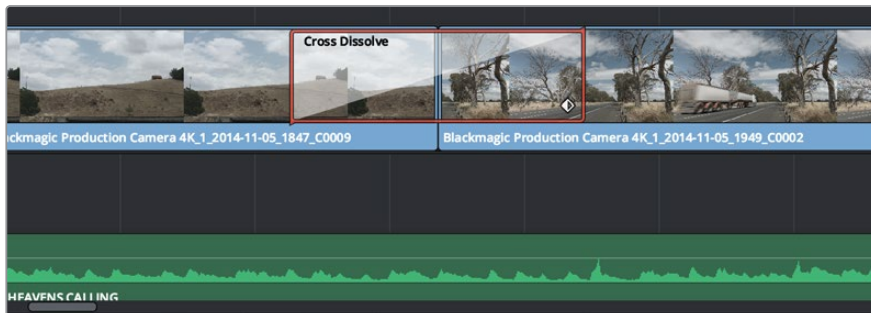 Cross Dissolve
ckmagic Production Camera 4K_1_2014-11-05_1847_C0009
Blackmagic Production Camera 4K_1_2014-11-05_1949_C0002
HEAVENS CALLING